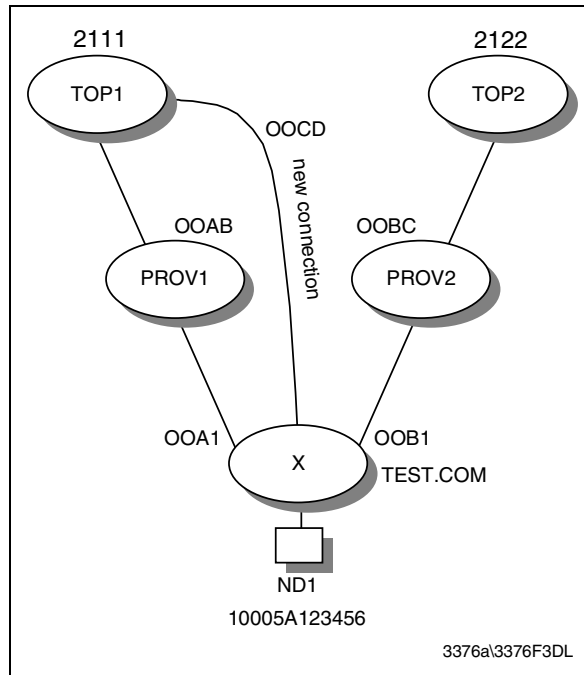 2111
2122
TOP1
TOP2
OOCD
new connection
OOAB
OOBC
PROV1
PROV2
OOA1
OOB1
X
TEST.COM
ND1
10005A123456
3376a\3376F3DL